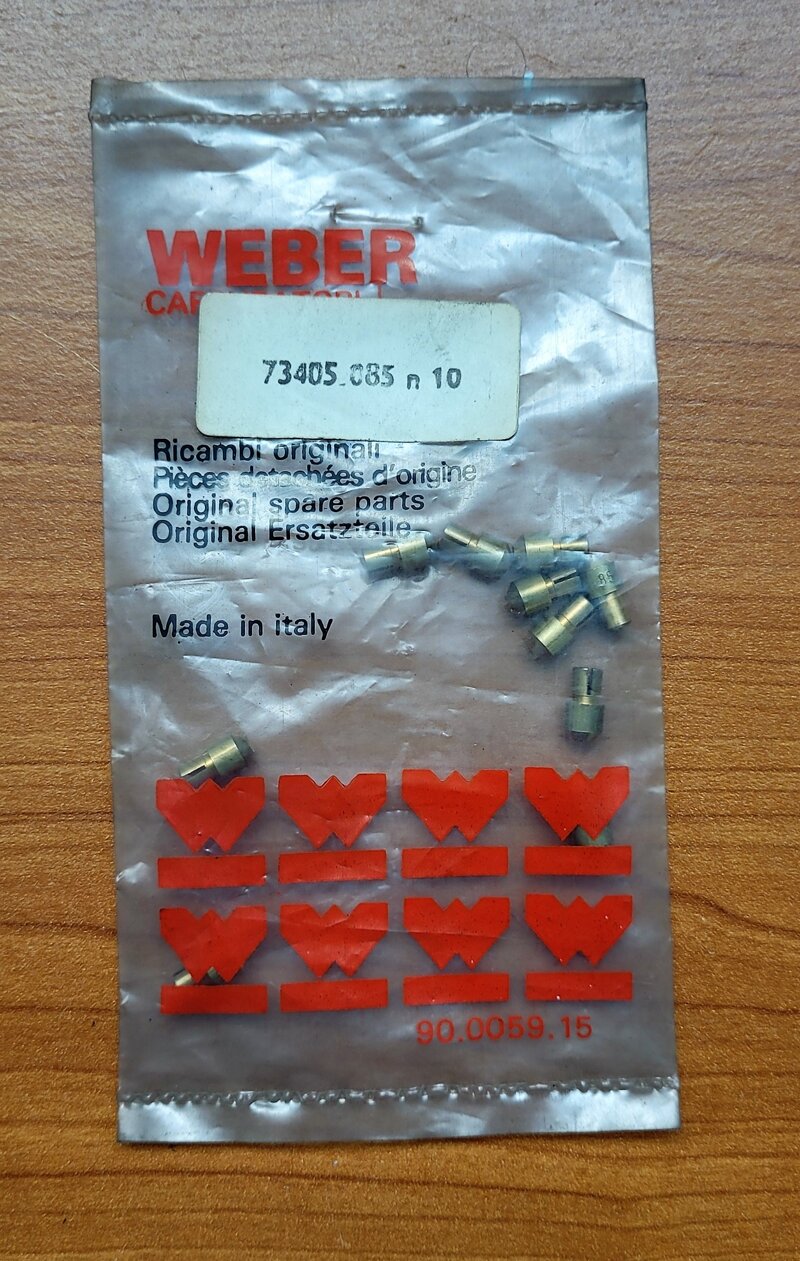 WEBER
73405.085 n 10
Ricambi originali
Pièces detachées d'origine
Original spare parts
Original Ersatzteile
Made in italy
85
90.0059.15